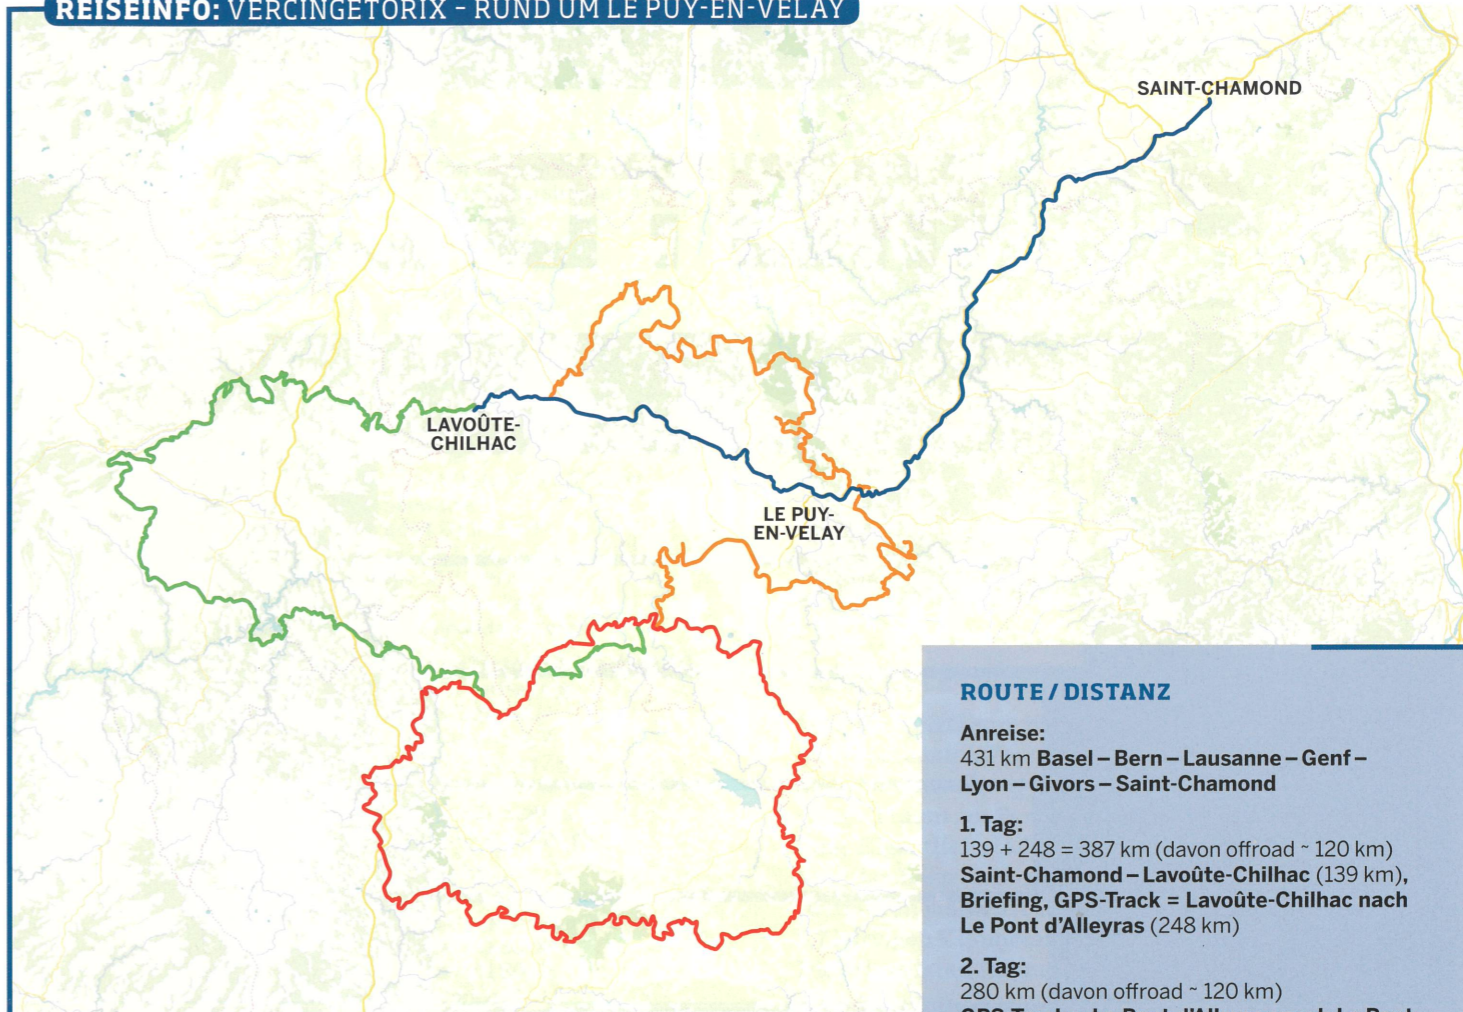 REISEINFO: VERCINGETORIX – RUND UM LE PUY-EN-VELAY
SAINT-CHAMOND
LAVOÛTE-
CHILHAC
LE PUY-
EN-VELAY
ROUTE / DISTANZ
Anreise:
431 km Basel – Bern – Lausanne – Genf –
Lyon – Givors – Saint-Chamond
1. Tag:
139 + 248 = 387 km (davon offroad ~ 120 km)
Saint-Chamond – Lavoûte-Chilhac (139 km),
Briefing, GPS-Track = Lavoûte-Chilhac nach
Le Pont d'Alleyras (248 km)
2. Tag:
280 km (davon offroad ~ 120 km)